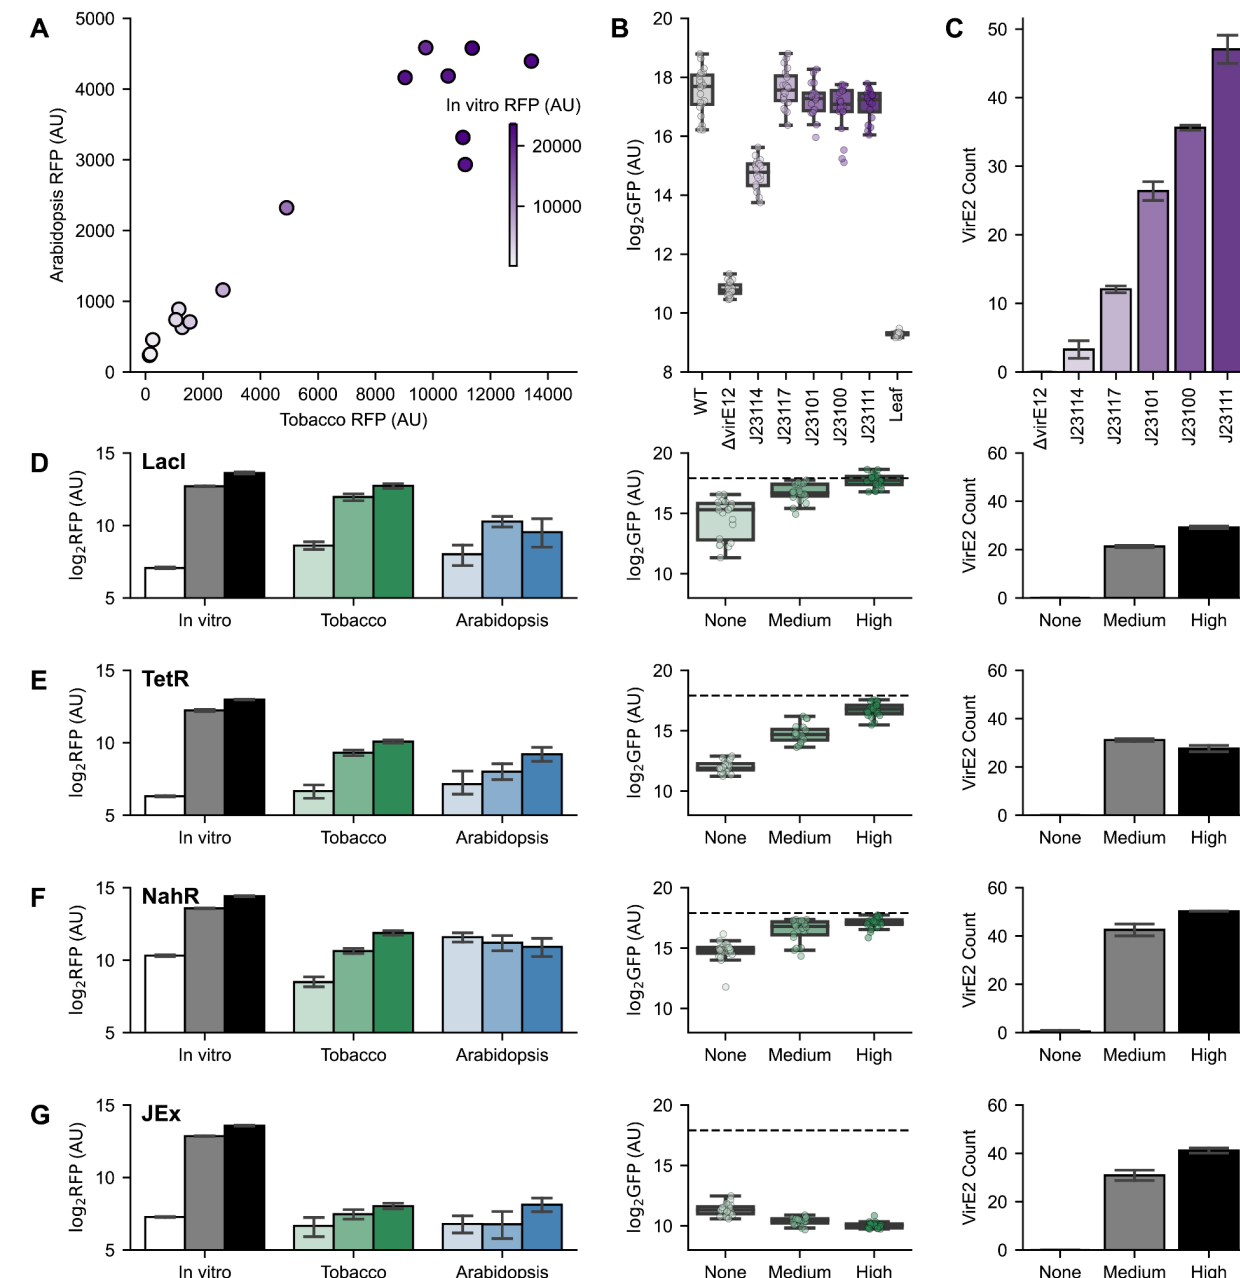 A
5000
4000
3000
2000
1000
0
Arabidopsis RFP (AU)
In vitro RFP (AU)
20000
10000
0 2000 4000 6000 8000 10000 12000 14000
Tobacco RFP (AU)
B
20
18
16
14
12
10
8
log₂GFP (AU)
WT ΔvirE12 J23114 J23117 J23101 J23100 J23111 Leaf
C
50
40
30
20
10
0
VirE2 Count
ΔvirE12 J23114 J23117 J23101 J23100 J23111
D
LacI
15
10
5
log₂RFP (AU)
In vitro Tobacco Arabidopsis
20
15
10
log₂GFP (AU)
None Medium High
60
40
20
0
VirE2 Count
None Medium High
E
TetR
15
10
5
log₂RFP (AU)
In vitro Tobacco Arabidopsis
20
15
10
log₂GFP (AU)
None Medium High
60
40
20
0
VirE2 Count
None Medium High
F
NahR
15
10
5
log₂RFP (AU)
In vitro Tobacco Arabidopsis
20
15
10
log₂GFP (AU)
None Medium High
60
40
20
0
VirE2 Count
None Medium High
G
JEx
15
10
5
log₂RFP (AU)
In vitro Tobacco Arabidopsis
20
15
10
log₂GFP (AU)
None Medium High
60
40
20
0
VirE2 Count
None Medium High